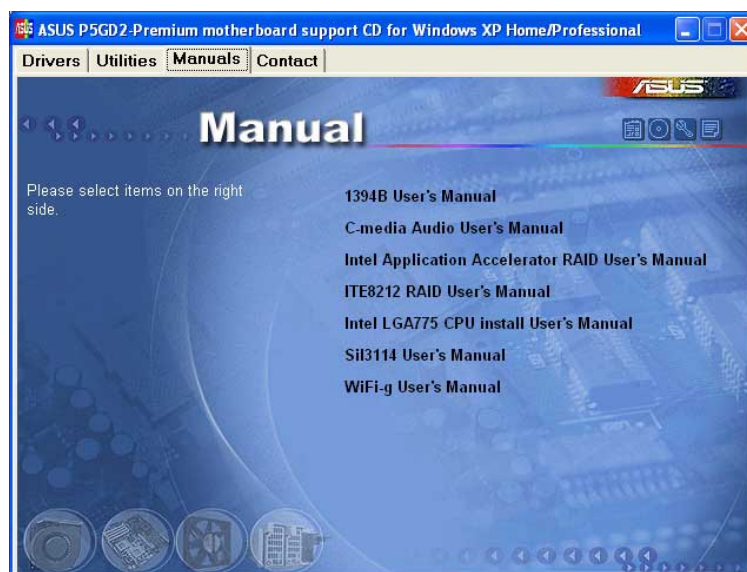 ASUS P5GD2-Premium motherboard support CD for Windows XP Home/Professional
Drivers Utilities Manuals Contact
ASUS
Manual
Please select items on the right
side.
1394B User's Manual
C-media Audio User's Manual
Intel Application Accelerator RAID User's Manual
ITE8212 RAID User's Manual
Intel LGA775 CPU install User's Manual
Sil3114 User's Manual
WiFi-g User's Manual